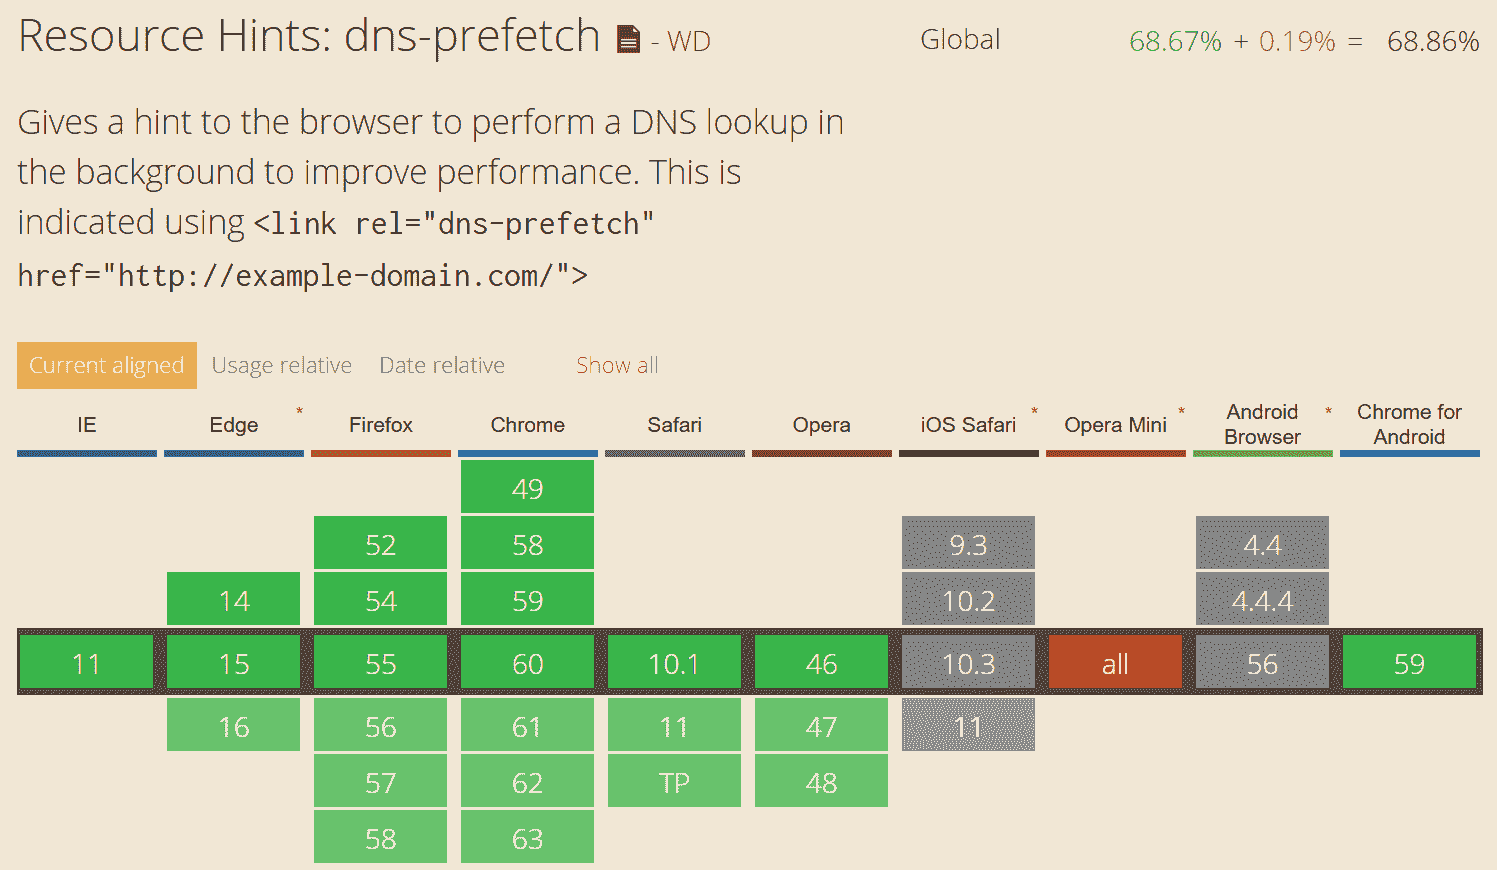 Resource Hints: dns-prefetch - WD
Global 68.67% + 0.19% = 68.86%
Gives a hint to the browser to perform a DNS lookup in
the background to improve performance. This is
indicated using <link rel="dns-prefetch"
href="http://example-domain.com/">
Current aligned Usage relative Date relative Show all
IE Edge * Firefox Chrome Safari Opera iOS Safari * Opera Mini * Android Browser * Chrome for Android
49
52 58 9.3 4.4
14 54 59 10.2 4.4.4
11 15 55 60 10.1 46 10.3 all 56 59
16 56 61 11 47 11
57 62 TP 48
58 63